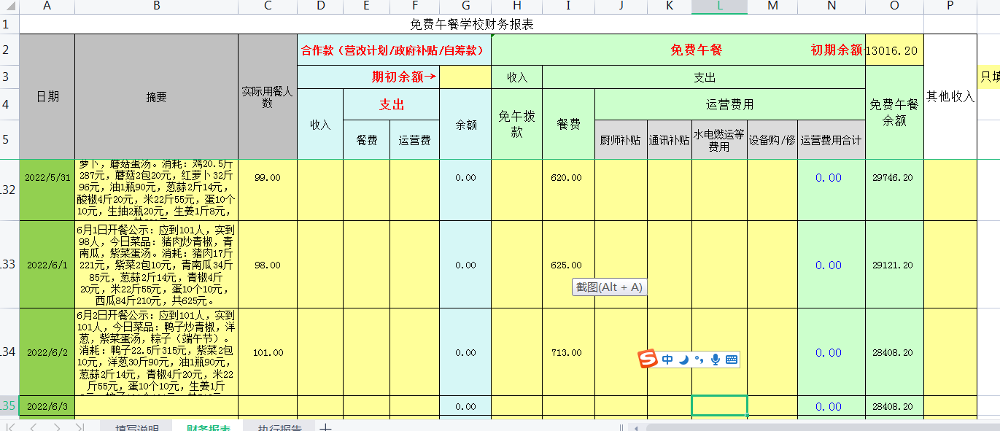 A B C D E F G H I J K L M N O P
1 免费午餐学校财务报表
2 合作款（营改计划/政府补贴/自筹款） 免费午餐 初期余额 13016.20
3 期初余额→ 收入 支出 只填
日期 摘要 实际用餐人数 其他收入
4 收入 支出 余额 免午拨款 餐费 运营费用 免费午餐余额
5 餐费 运营费 厨师补贴 通讯补贴 水电燃运等费用 设备购/修 运营费用合计
132 2022/5/31 99.00 0.00 620.00 0.00 29746.20
萝卜，蘑菇蛋汤。消耗：鸡20.5斤
287元，蘑菇2包20元，红萝卜32斤
96元，油1瓶90元，葱蒜2斤14元，
酸椒4斤20元，米22斤55元，蛋10个
10元，生抽2瓶20元，生姜1斤8元，
133 2022/6/1 98.00 0.00 625.00 0.00 29121.20
6月1日开餐公示：应到101人，实到
98人，今日菜品：猪肉炒青椒，青
南瓜，紫菜蛋汤。消耗：猪肉17斤
221元，紫菜2包10元，青南瓜34斤
85元，葱蒜2斤14元，青椒4斤
20元，米22斤55元，蛋10个10元，
西瓜84斤210元，共625元。
截图(Alt + A)
134 2022/6/2 101.00 0.00 713.00 0.00 28408.20
6月2日开餐公示：应到101人，实到
101人，今日菜品：鸭子炒青椒，洋
葱，紫菜蛋汤，粽子（端午节）。
消耗：鸭子22.5斤315元，紫菜2包
10元，洋葱30斤90元，油1瓶90元，
葱蒜2斤14元，青椒4斤20元，米22
斤55元，蛋10个10元，生姜1斤
中
135 2022/6/3 0.00 0.00 28408.20
填写说明 财务报表 执行报告